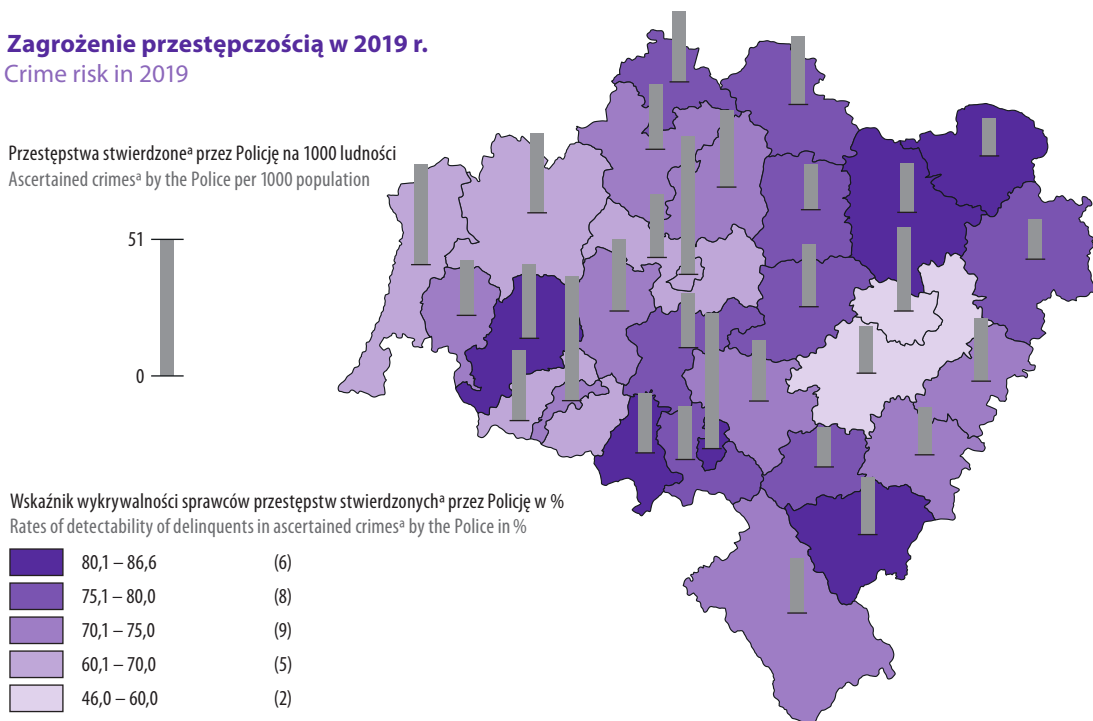 Zagrożenie przestępczością w 2019 r.
Crime risk in 2019
Przestępstwa stwierdzoneᵃ przez Policję na 1000 ludności
Ascertained crimesᵃ by the Police per 1000 population
51
0
Wskaźnik wykrywalności sprawców przestępstw stwierdzonychᵃ przez Policję w %
Rates of detectability of delinquents in ascertained crimesᵃ by the Police in %
80,1 – 86,6 (6)
75,1 – 80,0 (8)
70,1 – 75,0 (9)
60,1 – 70,0 (5)
46,0 – 60,0 (2)